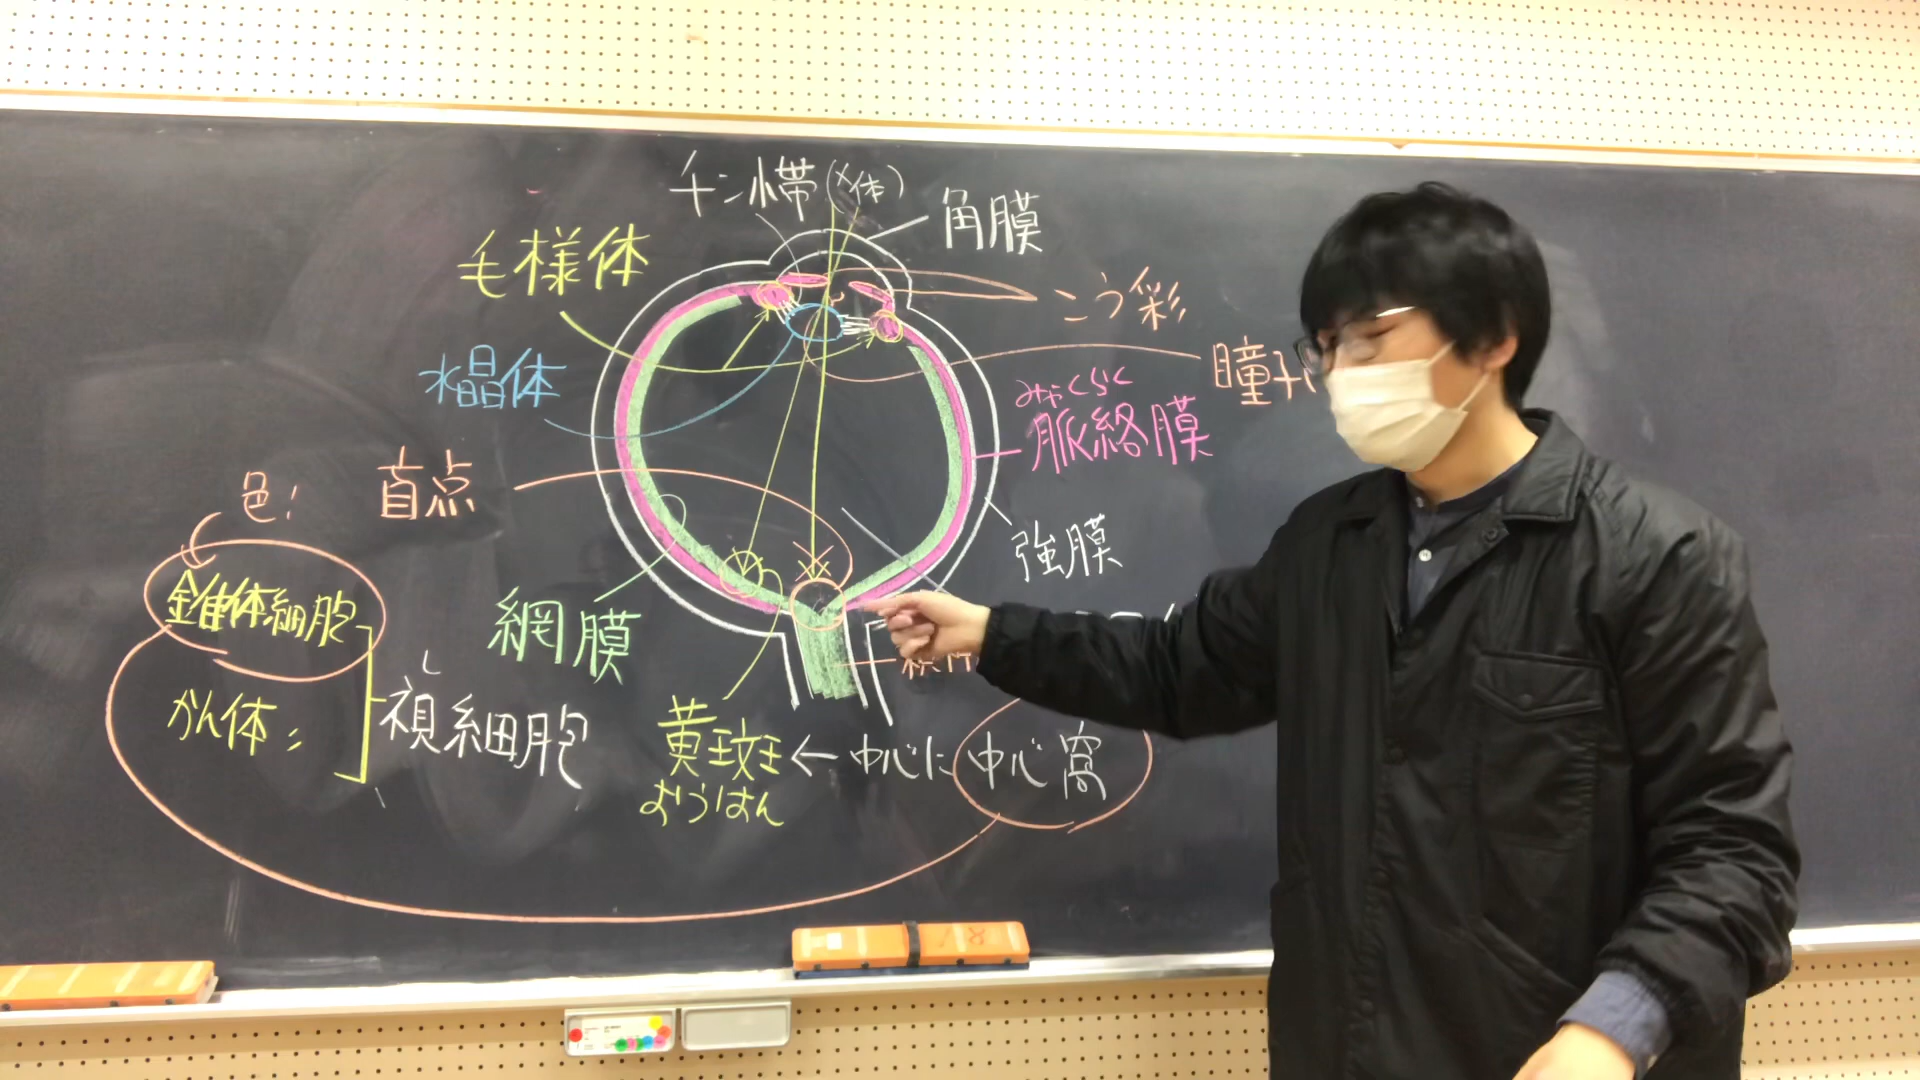 チン小帯(〃体)
角膜
毛様体
こう彩
水晶体
瞳孔
みゃくらく
脈絡膜
色!
盲点
強膜
錐体細胞
網膜
かん体〃
視細胞
黄斑 ← 中心に中心窩
おうはん